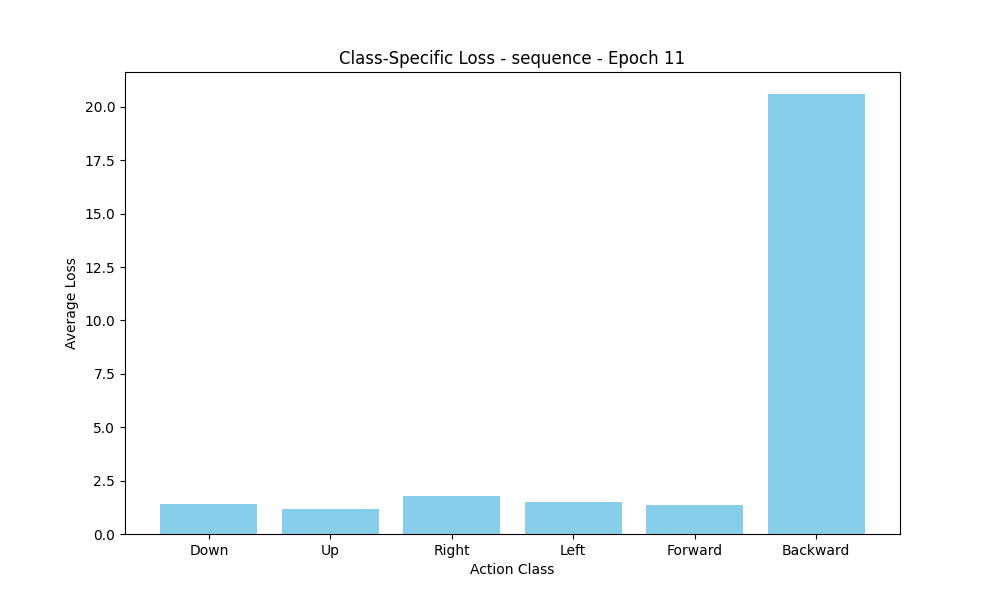 Class-Specific Loss - sequence - Epoch 11
Average Loss
20.0
17.5
15.0
12.5
10.0
7.5
5.0
2.5
0.0
Down Up Right Left Forward Backward
Action Class